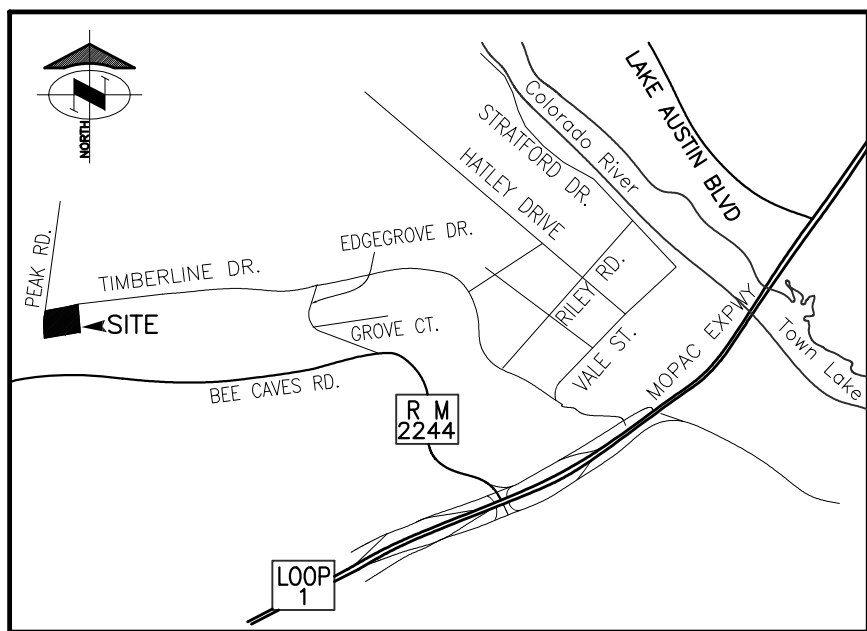 NORTH
STRATFORD DR.
Colorado River
LAKE AUSTIN BLVD
HATLEY DRIVE
EDGEGROVE DR.
PEAK RD.
TIMBERLINE DR.
RILEY RD.
SITE
GROVE CT.
VALE ST.
MOPAC EXPWY
Town Lake
BEE CAVES RD.
R M
2244
LOOP
1